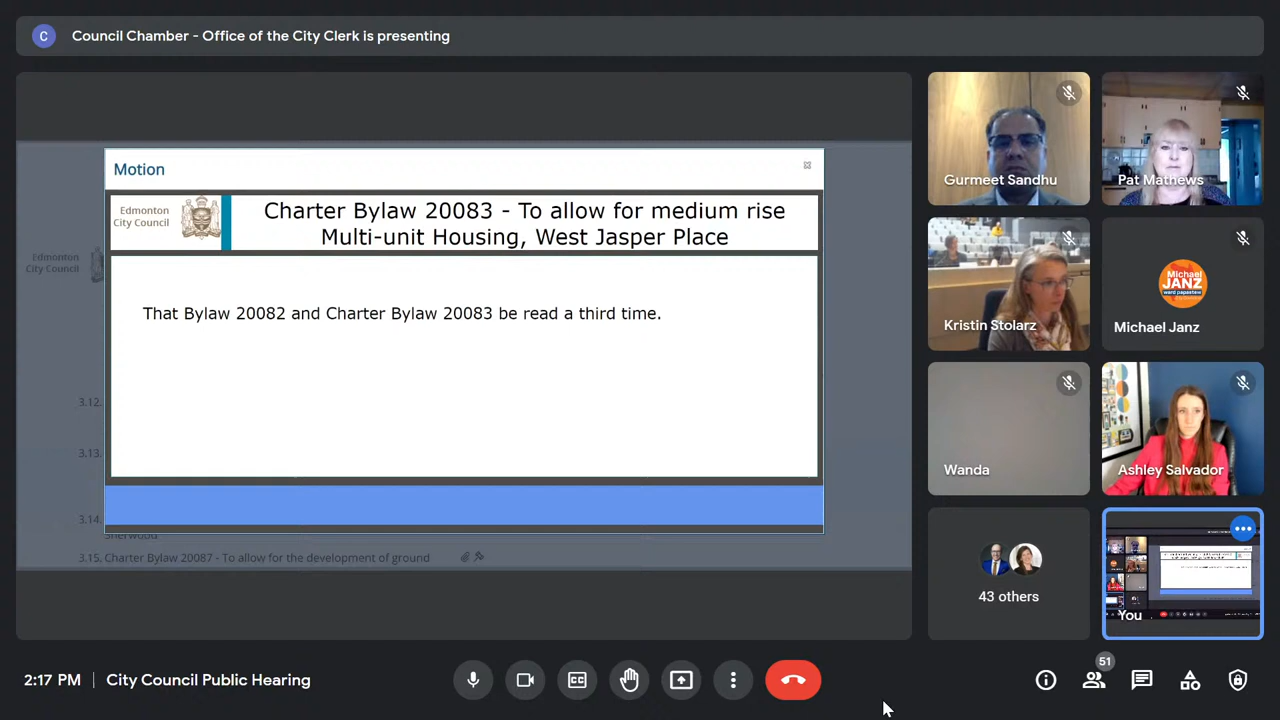 C
Council Chamber - Office of the City Clerk is presenting
Motion
Edmonton
City Council
Charter Bylaw 20083 - To allow for medium rise
Multi-unit Housing, West Jasper Place
That Bylaw 20082 and Charter Bylaw 20083 be read a third time.
Edmonton
City Council
3.12.
3.13.
3.14.
Sherwood
3.15. Charter Bylaw 20087 - To allow for the development of ground
Gurmeet Sandhu
Pat Mathews
Kristin Stolarz
Michael
JANZ
ward papastew
Michael Janz
Wanda
Ashley Salvador
43 others
You
2:17 PM | City Council Public Hearing
CC
51